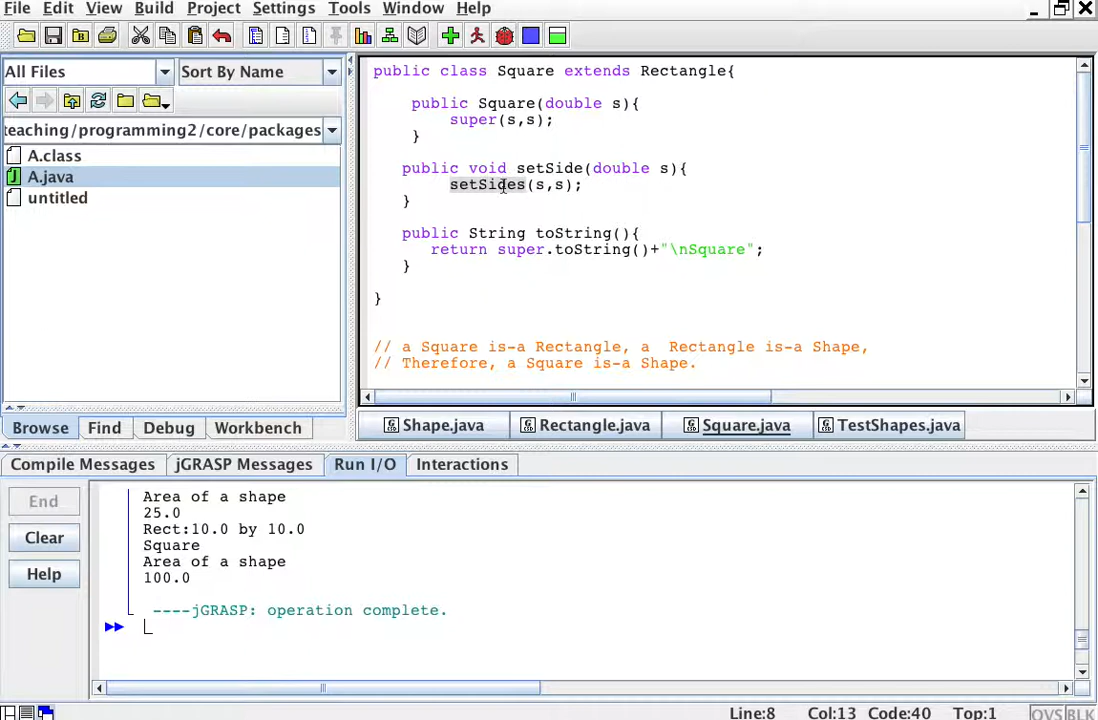 File Edit View Build Project Settings Tools Window Help
All Files Sort By Name
teaching/programming2/core/packages
A.class
A.java
untitled
Browse Find Debug Workbench
public class Square extends Rectangle{
public Square(double s){
super(s,s);
}
public void setSide(double s){
setSides(s,s);
}
public String toString(){
return super.toString()+"\nSquare";
}
}
// a Square is-a Rectangle, a  Rectangle is-a Shape,
// Therefore, a Square is-a Shape.
Shape.java Rectangle.java Square.java TestShapes.java
Compile Messages jGRASP Messages Run I/O Interactions
End
Clear
Help
Area of a shape
25.0
Rect:10.0 by 10.0
Square
Area of a shape
100.0
----jGRASP: operation complete.
Line:8 Col:13 Code:40 Top:1 OVS BLK